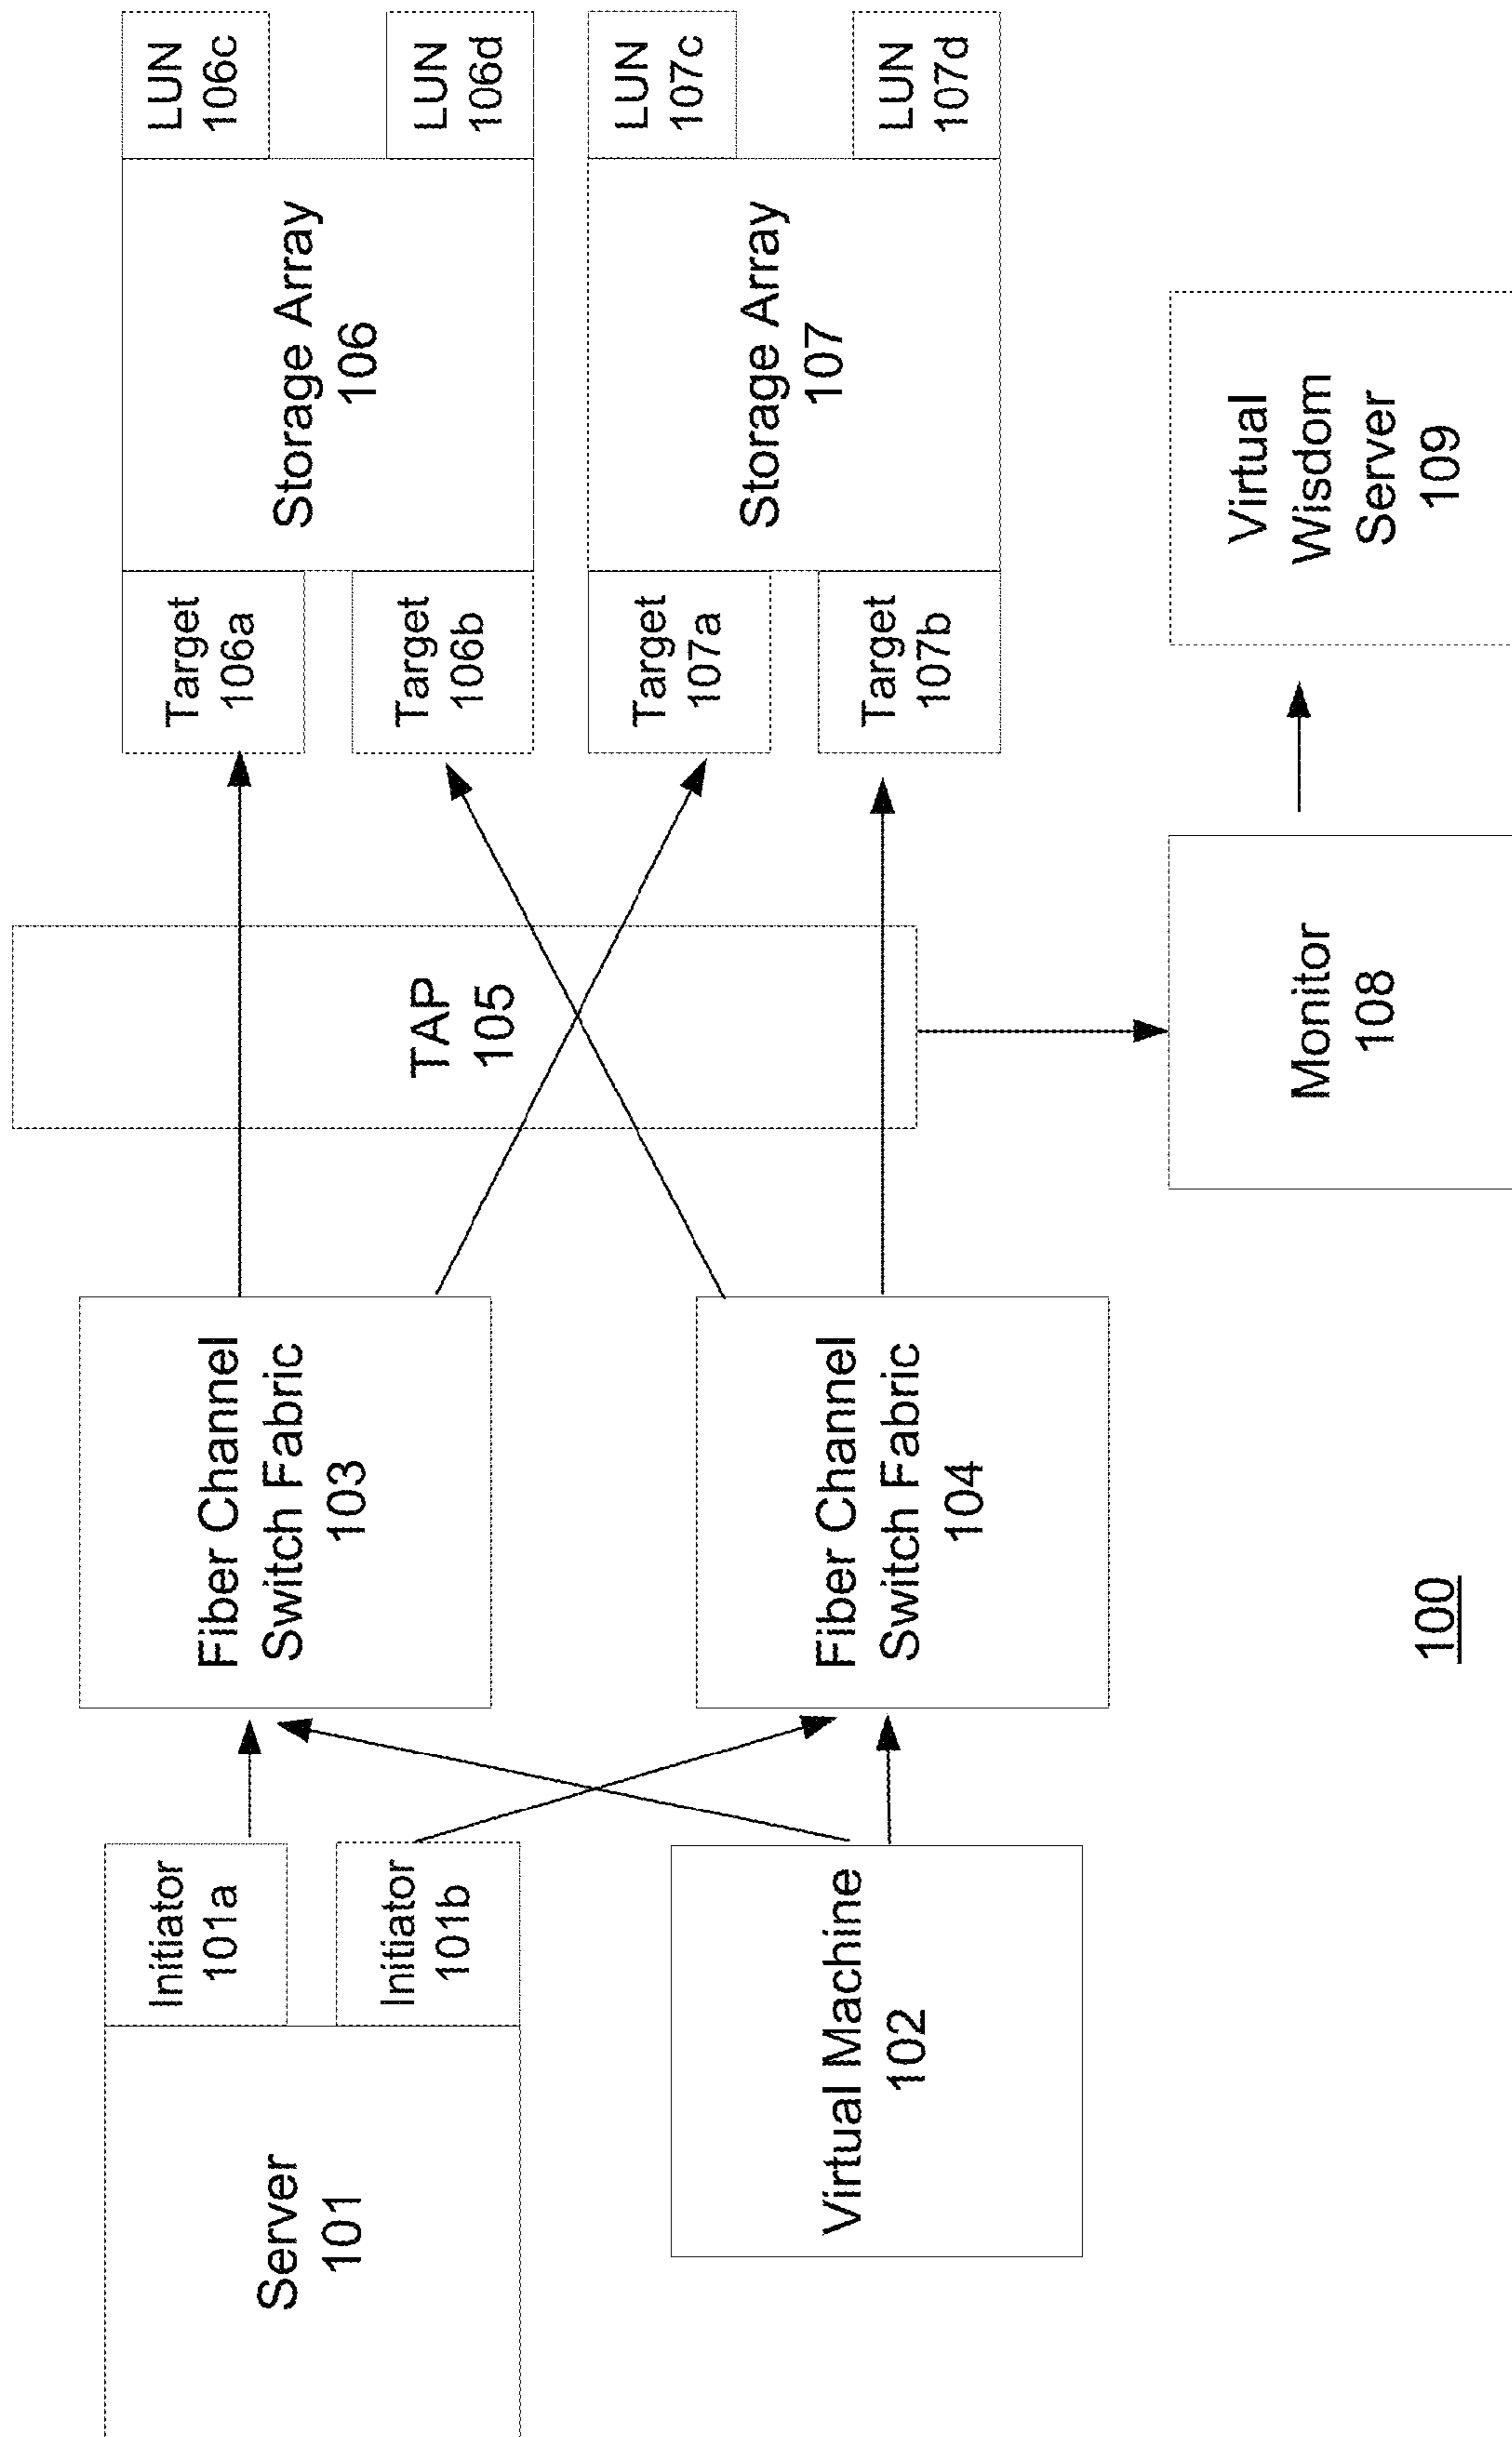 Server
101
Initiator
101a
Initiator
101b
Virtual Machine
102
Fiber Channel
Switch Fabric
103
Fiber Channel
Switch Fabric
104
TAP
105
Target
106a
Target
106b
Storage Array
106
LUN
106c
LUN
106d
Target
107a
Target
107b
Storage Array
107
LUN
107c
LUN
107d
Monitor
108
Virtual
Wisdom
Server
109
100